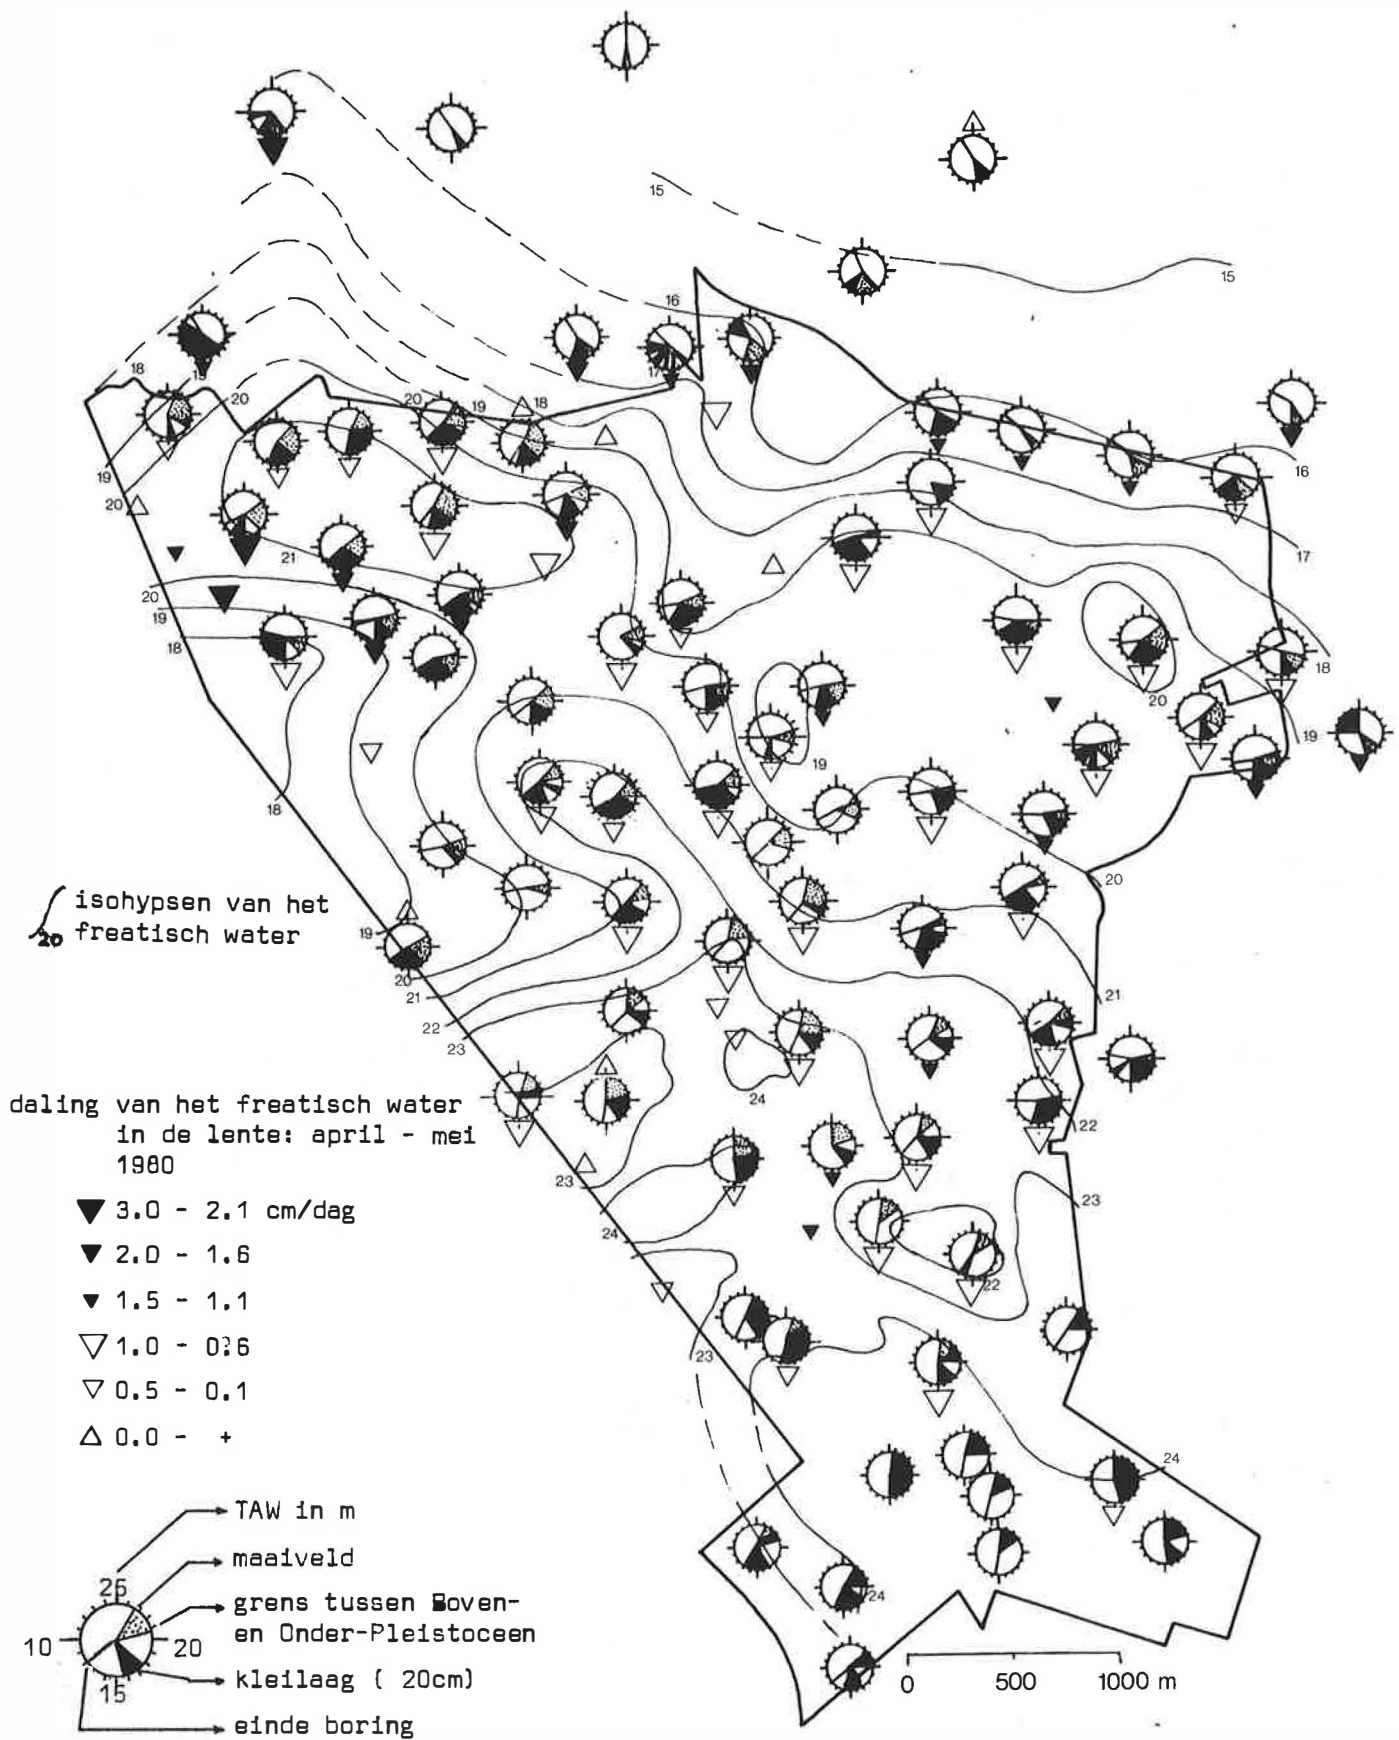 15
15
16
17
18
19
20
20
19
18
16
19
20
21
17
20
19
18
18
20
19
19
18
20
isohypsen van het
20 freatisch water
19
20
21
21
22
23
daling van het freatisch water
in de lente: april - mei
1980
24
22
23
23
24
22
3.0 - 2.1 cm/dag
2.0 - 1.6
1.5 - 1.1
1.0 - 0.6
0.5 - 0.1
0.0 - +
23
24
24
TAW in m
maaiveld
25
grens tussen Boven-
10 20 en Onder-Pleistoceen
kleilaag ( 20cm)
15
einde boring
0 500 1000 m